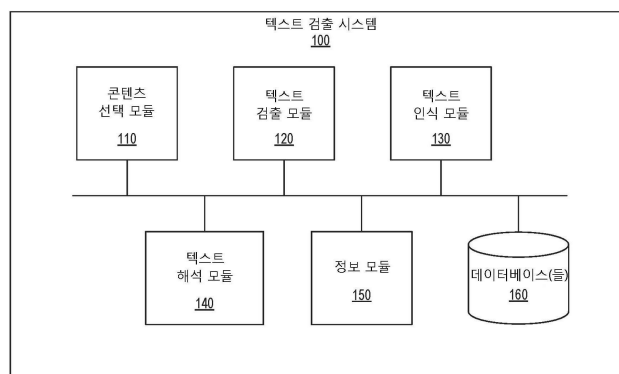 텍스트 검출 시스템
100
콘텐츠
선택 모듈
110
텍스트
검출 모듈
120
텍스트
인식 모듈
130
텍스트
해석 모듈
140
정보 모듈
150
데이터베이스(들)
160